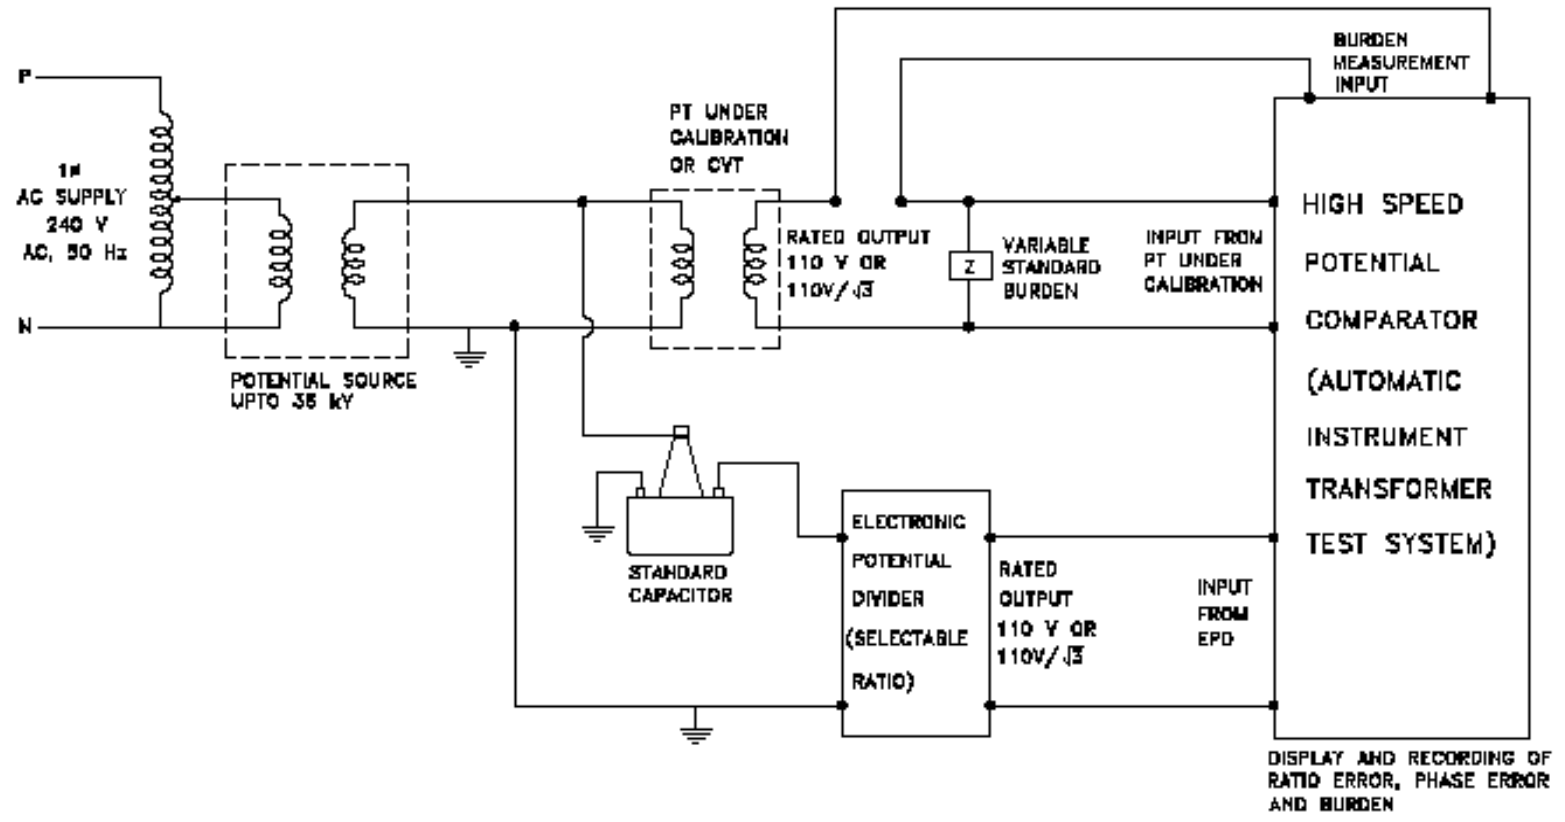 P
1ø
AC SUPPLY
240 V
AC, 50 Hz
N
POTENTIAL SOURCE
UPTO 36 kV
PT UNDER
CALIBRATION
OR CVT
RATED OUTPUT
110 V OR
110V/√3
Z
VARIABLE
STANDARD
BURDEN
INPUT FROM
PT UNDER
CALIBRATION
BURDEN
MEASUREMENT
INPUT
HIGH SPEED
POTENTIAL
COMPARATOR
(AUTOMATIC
INSTRUMENT
TRANSFORMER
TEST SYSTEM)
STANDARD
CAPACITOR
ELECTRONIC
POTENTIAL
DIVIDER
(SELECTABLE
RATIO)
RATED
OUTPUT
110 V OR
110V/√3
INPUT
FROM
EPD
DISPLAY AND RECORDING OF
RATIO ERROR, PHASE ERROR
AND BURDEN